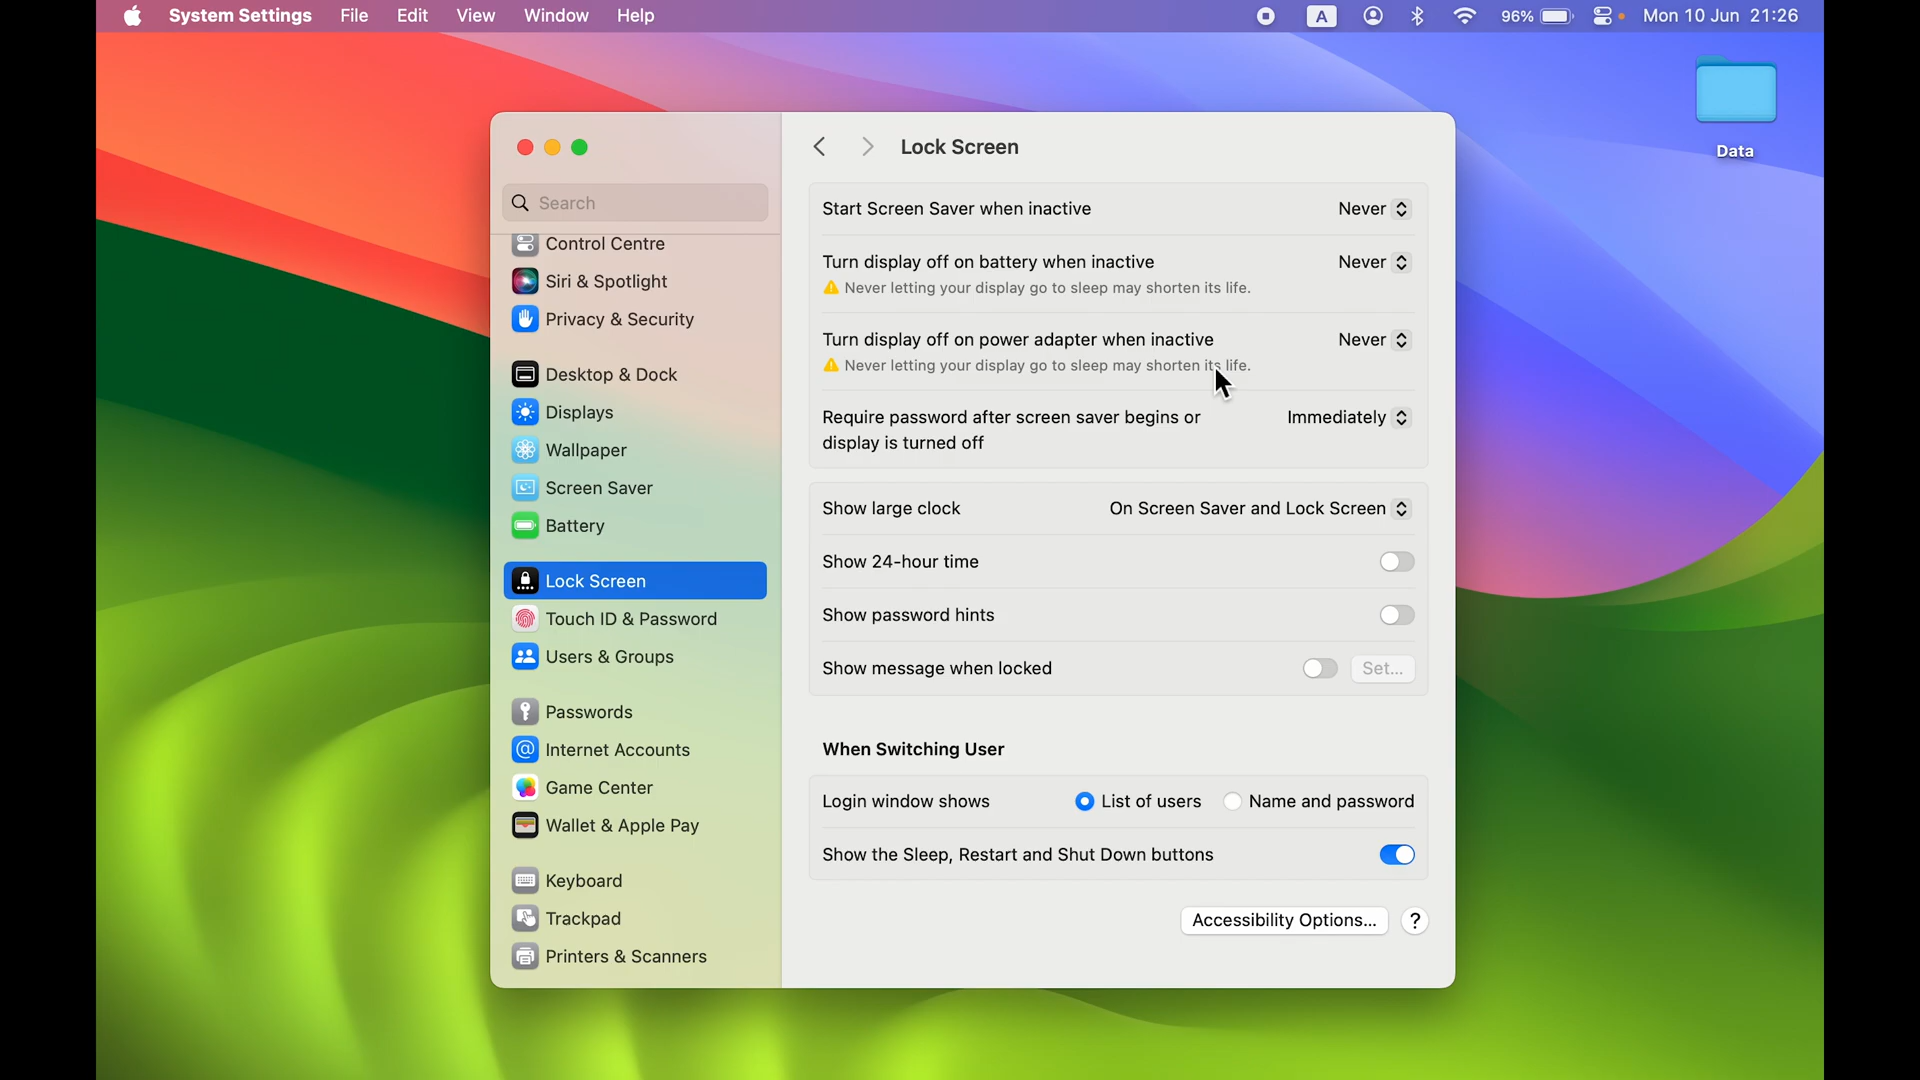 System Settings File Edit View Window Help A 96% Mon 10 Jun 21:26
Data
Search
Control Centre
Siri & Spotlight
Privacy & Security
Desktop & Dock
Displays
Wallpaper
Screen Saver
Battery
Lock Screen
Touch ID & Password
Users & Groups
Passwords
Internet Accounts
Game Center
Wallet & Apple Pay
Keyboard
Trackpad
Printers & Scanners
Lock Screen
Start Screen Saver when inactive Never
Turn display off on battery when inactive Never
Never letting your display go to sleep may shorten its life.
Turn display off on power adapter when inactive Never
Never letting your display go to sleep may shorten its life.
Require password after screen saver begins or Immediately
display is turned off
Show large clock On Screen Saver and Lock Screen
Show 24-hour time
Show password hints
Show message when locked Set...
When Switching User
Login window shows List of users Name and password
Show the Sleep, Restart and Shut Down buttons
Accessibility Options... ?